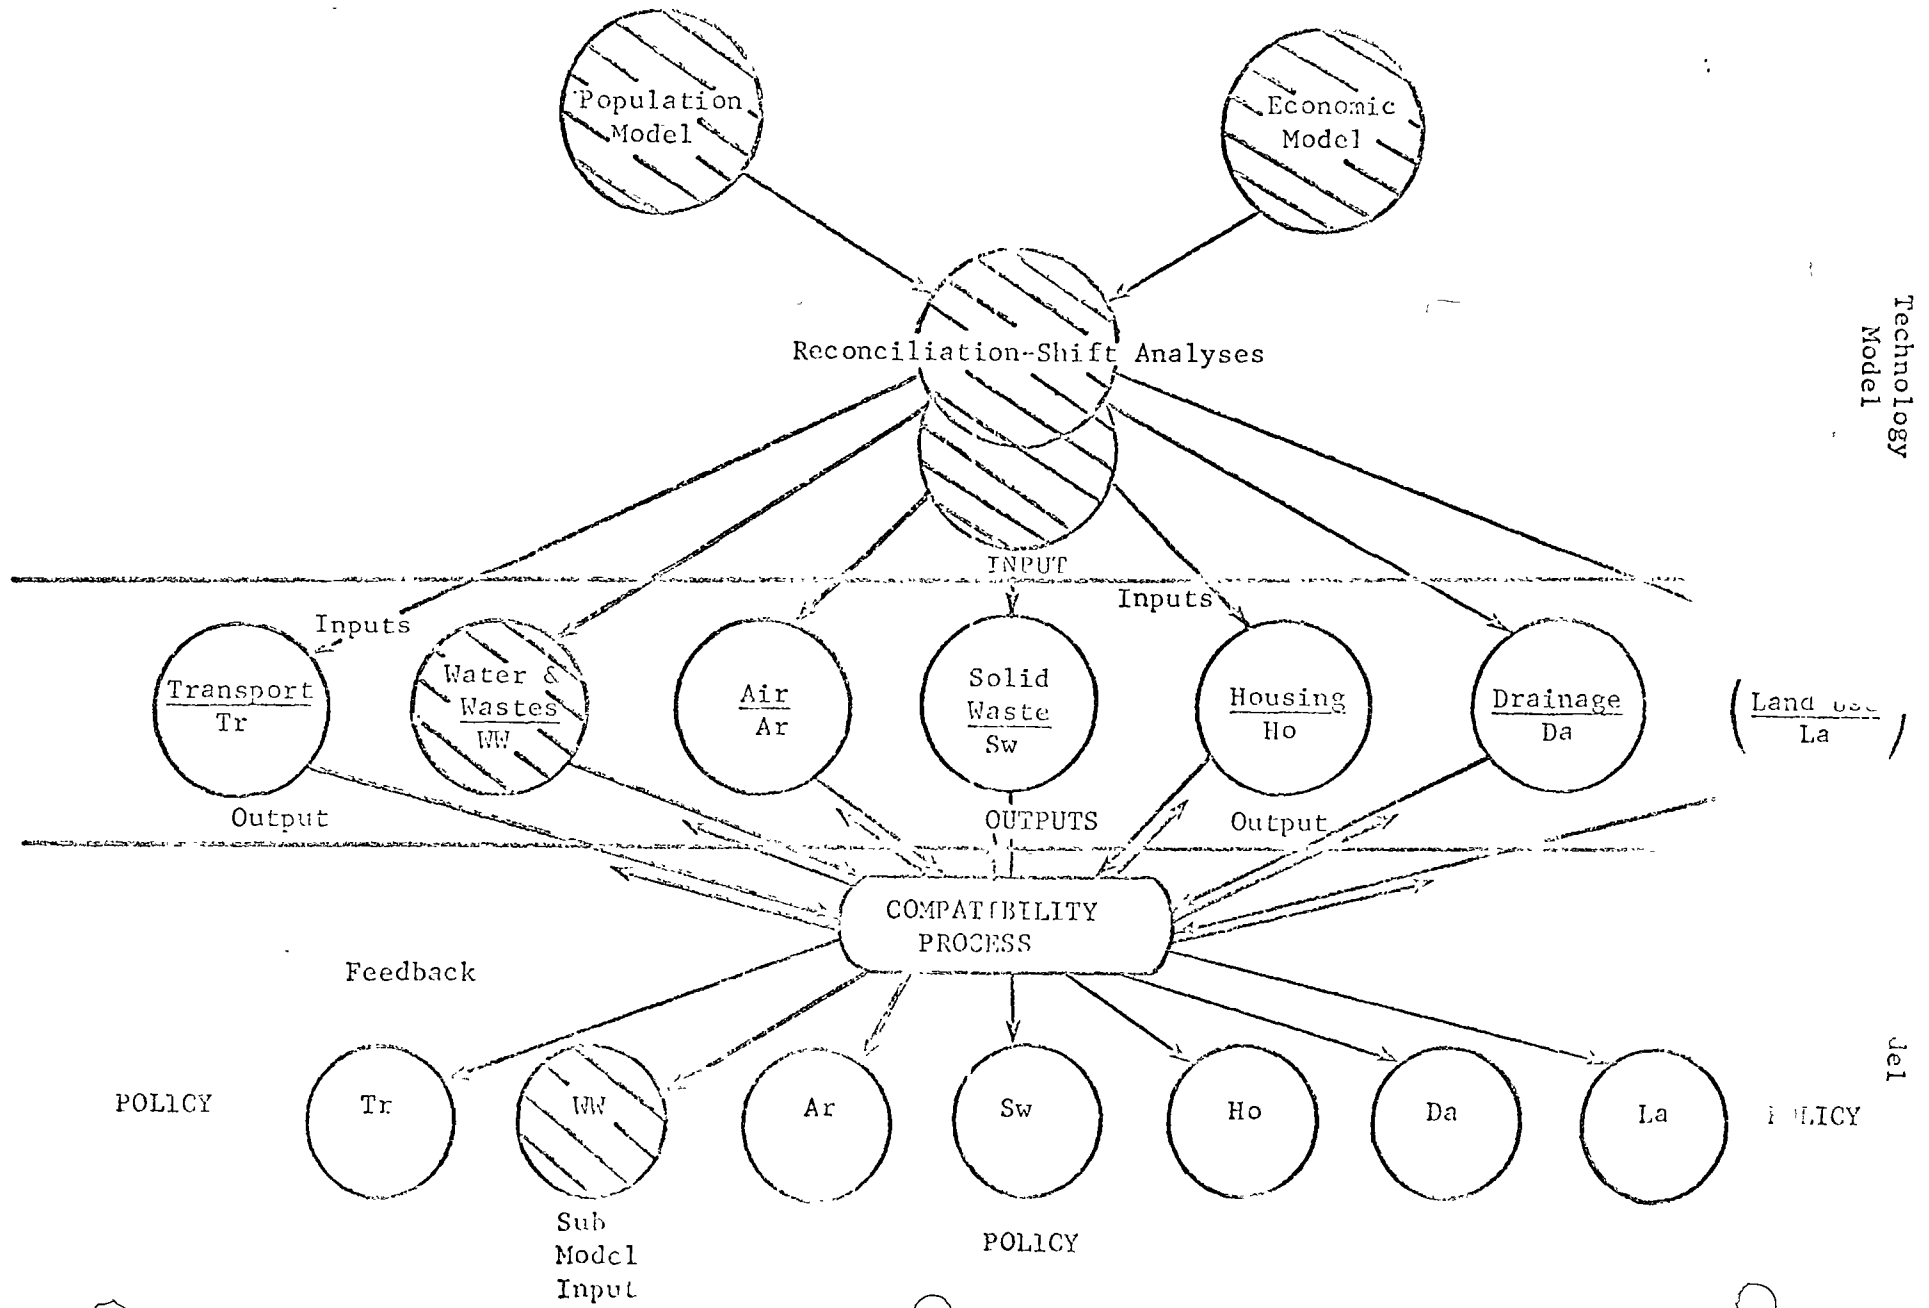 Population
Model
Economic
Model
Reconciliation-Shift Analyses
Technology
Model
INPUT
Inputs
Inputs
Transport
Tr
Water &
Wastes
WW
Air
Ar
Solid
Waste
Sw
Housing
Ho
Drainage
Da
Land
La
Output
OUTPUTS
Output
COMPATIBILITY
PROCESS
Feedback
POLICY
Tr
WW
Ar
Sw
Ho
Da
La
Sub
Model
Input
POLICY